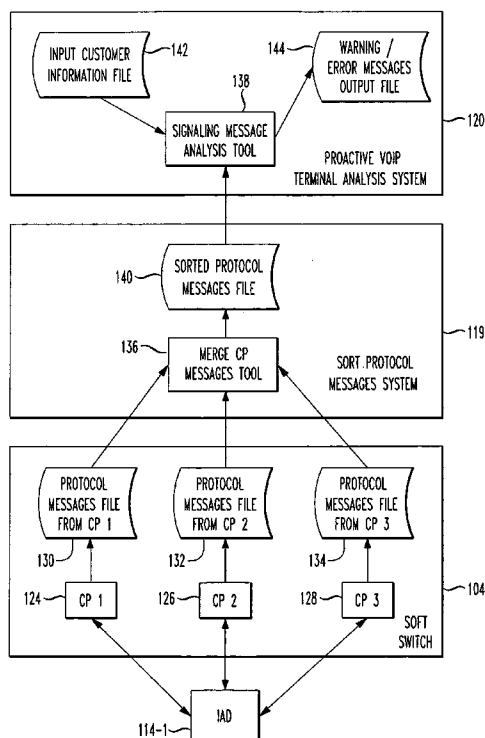 INPUT CUSTOMER
INFORMATION FILE
142
144
WARNING /
ERROR MESSAGES
OUTPUT FILE
138
SIGNALING MESSAGE
ANALYSIS TOOL
120
PROACTIVE VOIP
TERMINAL ANALYSIS SYSTEM
140
SORTED PROTOCOL
MESSAGES FILE
119
136
MERGE CP
MESSAGES TOOL
SORT PROTOCOL
MESSAGES SYSTEM
PROTOCOL
MESSAGES FILE
FROM CP 1
PROTOCOL
MESSAGES FILE
FROM CP 2
PROTOCOL
MESSAGES FILE
FROM CP 3
130
132
134
124
CP 1
126
CP 2
128
CP 3
104
SOFT
SWITCH
IAD
114-1